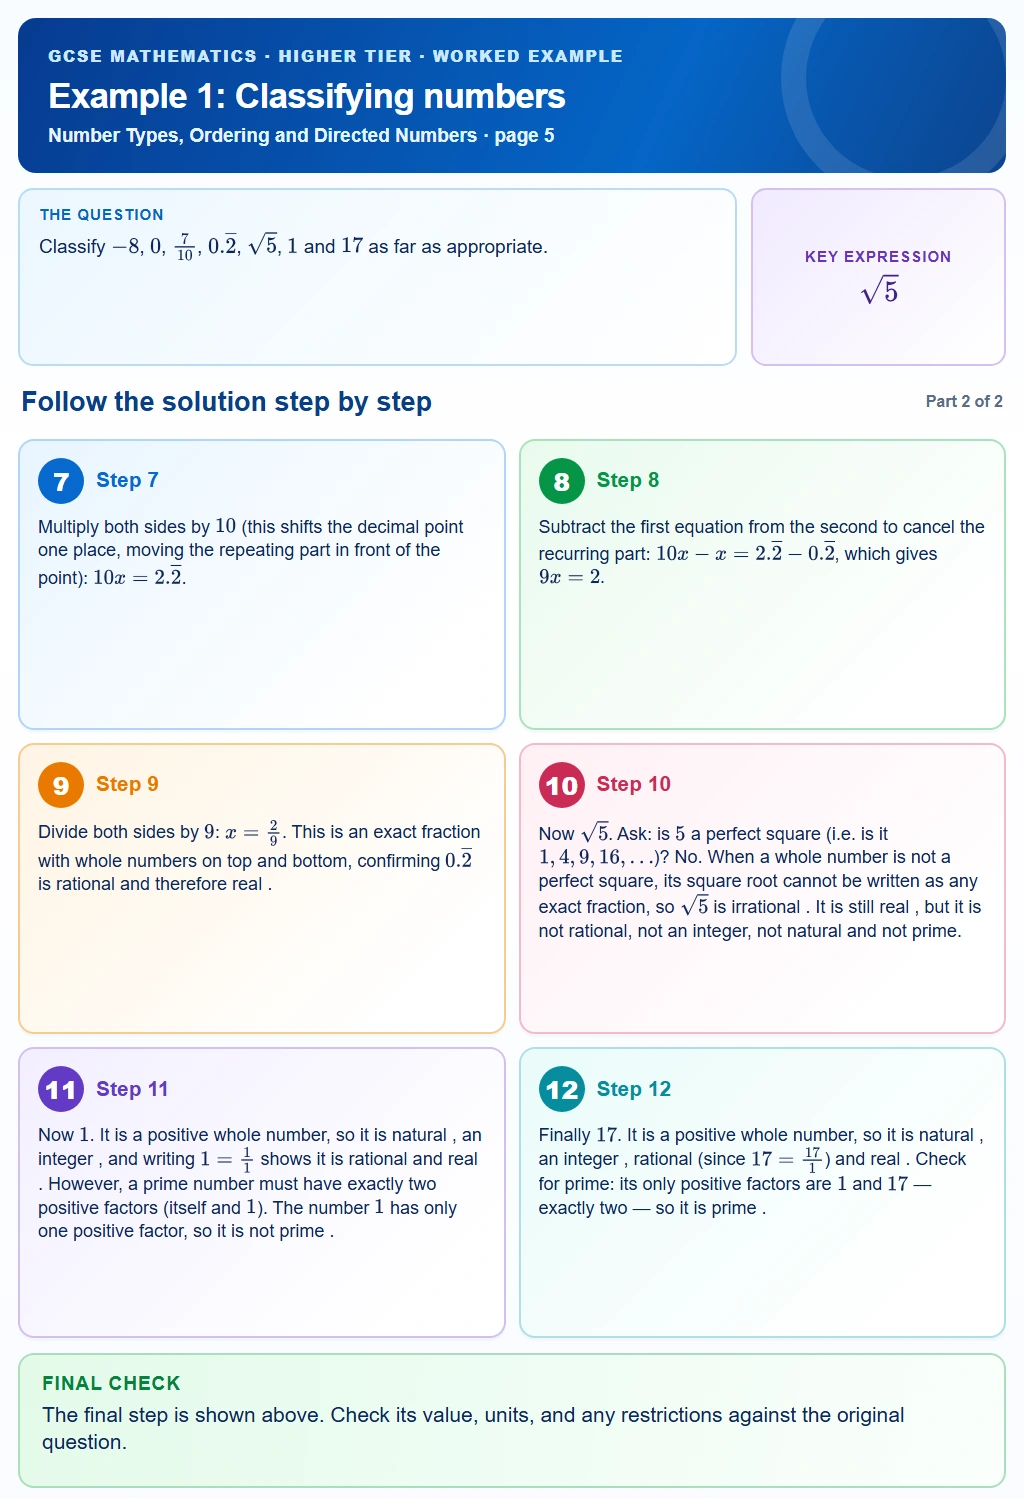 GCSE MATHEMATICS · HIGHER TIER · WORKED EXAMPLE
Example 1: Classifying numbers
Number Types, Ordering and Directed Numbers · page 5
THE QUESTION
Classify −8, 0, 7/10, 0.2̅, √5, 1 and 17 as far as appropriate.
KEY EXPRESSION
√5
Follow the solution step by step
Part 2 of 2
7 Step 7
Multiply both sides by 10 (this shifts the decimal point
one place, moving the repeating part in front of the
point): 10x = 2.2̅.
8 Step 8
Subtract the first equation from the second to cancel the
recurring part: 10x − x = 2.2̅ − 0.2̅, which gives
9x = 2.
9 Step 9
Divide both sides by 9: x = 2/9. This is an exact fraction
with whole numbers on top and bottom, confirming 0.2̅
is rational and therefore real .
10 Step 10
Now √5. Ask: is 5 a perfect square (i.e. is it
1, 4, 9, 16, …)? No. When a whole number is not a
perfect square, its square root cannot be written as any
exact fraction, so √5 is irrational . It is still real , but it is
not rational, not an integer, not natural and not prime.
11 Step 11
Now 1. It is a positive whole number, so it is natural , an
integer , and writing 1 = 1/1 shows it is rational and real
. However, a prime number must have exactly two
positive factors (itself and 1). The number 1 has only
one positive factor, so it is not prime .
12 Step 12
Finally 17. It is a positive whole number, so it is natural ,
an integer , rational (since 17 = 17/1) and real . Check
for prime: its only positive factors are 1 and 17 —
exactly two — so it is prime .
FINAL CHECK
The final step is shown above. Check its value, units, and any restrictions against the original
question.